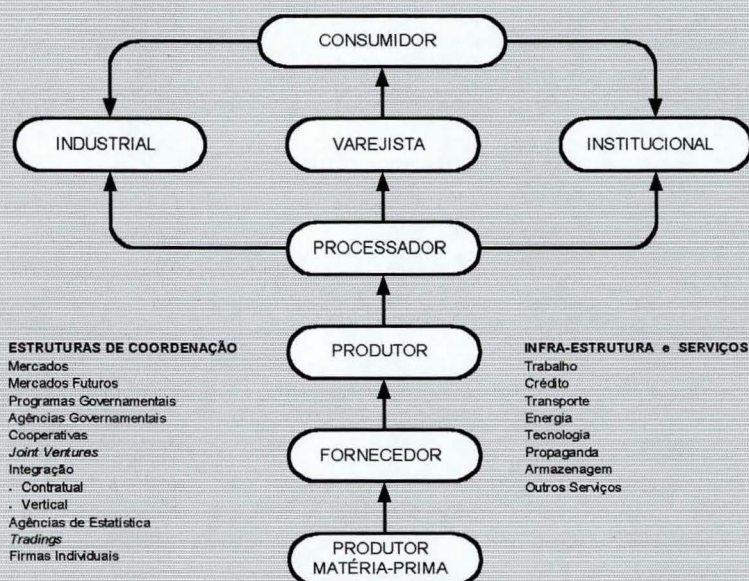 CONSUMIDOR
INDUSTRIAL
VAREJISTA
INSTITUCIONAL
PROCESSADOR
PRODUTOR
FORNECEDOR
PRODUTOR
MATÉRIA-PRIMA
ESTRUTURAS DE COORDENAÇÃO
Mercados
Mercados Futuros
Programas Governamentais
Agências Governamentais
Cooperativas
Joint Ventures
Integração
. Contratual
. Vertical
Agências de Estatística
Tradings
Firmas Individuais
INFRA-ESTRUTURA e SERVIÇOS
Trabalho
Crédito
Transporte
Energia
Tecnologia
Propaganda
Armazenagem
Outros Serviços